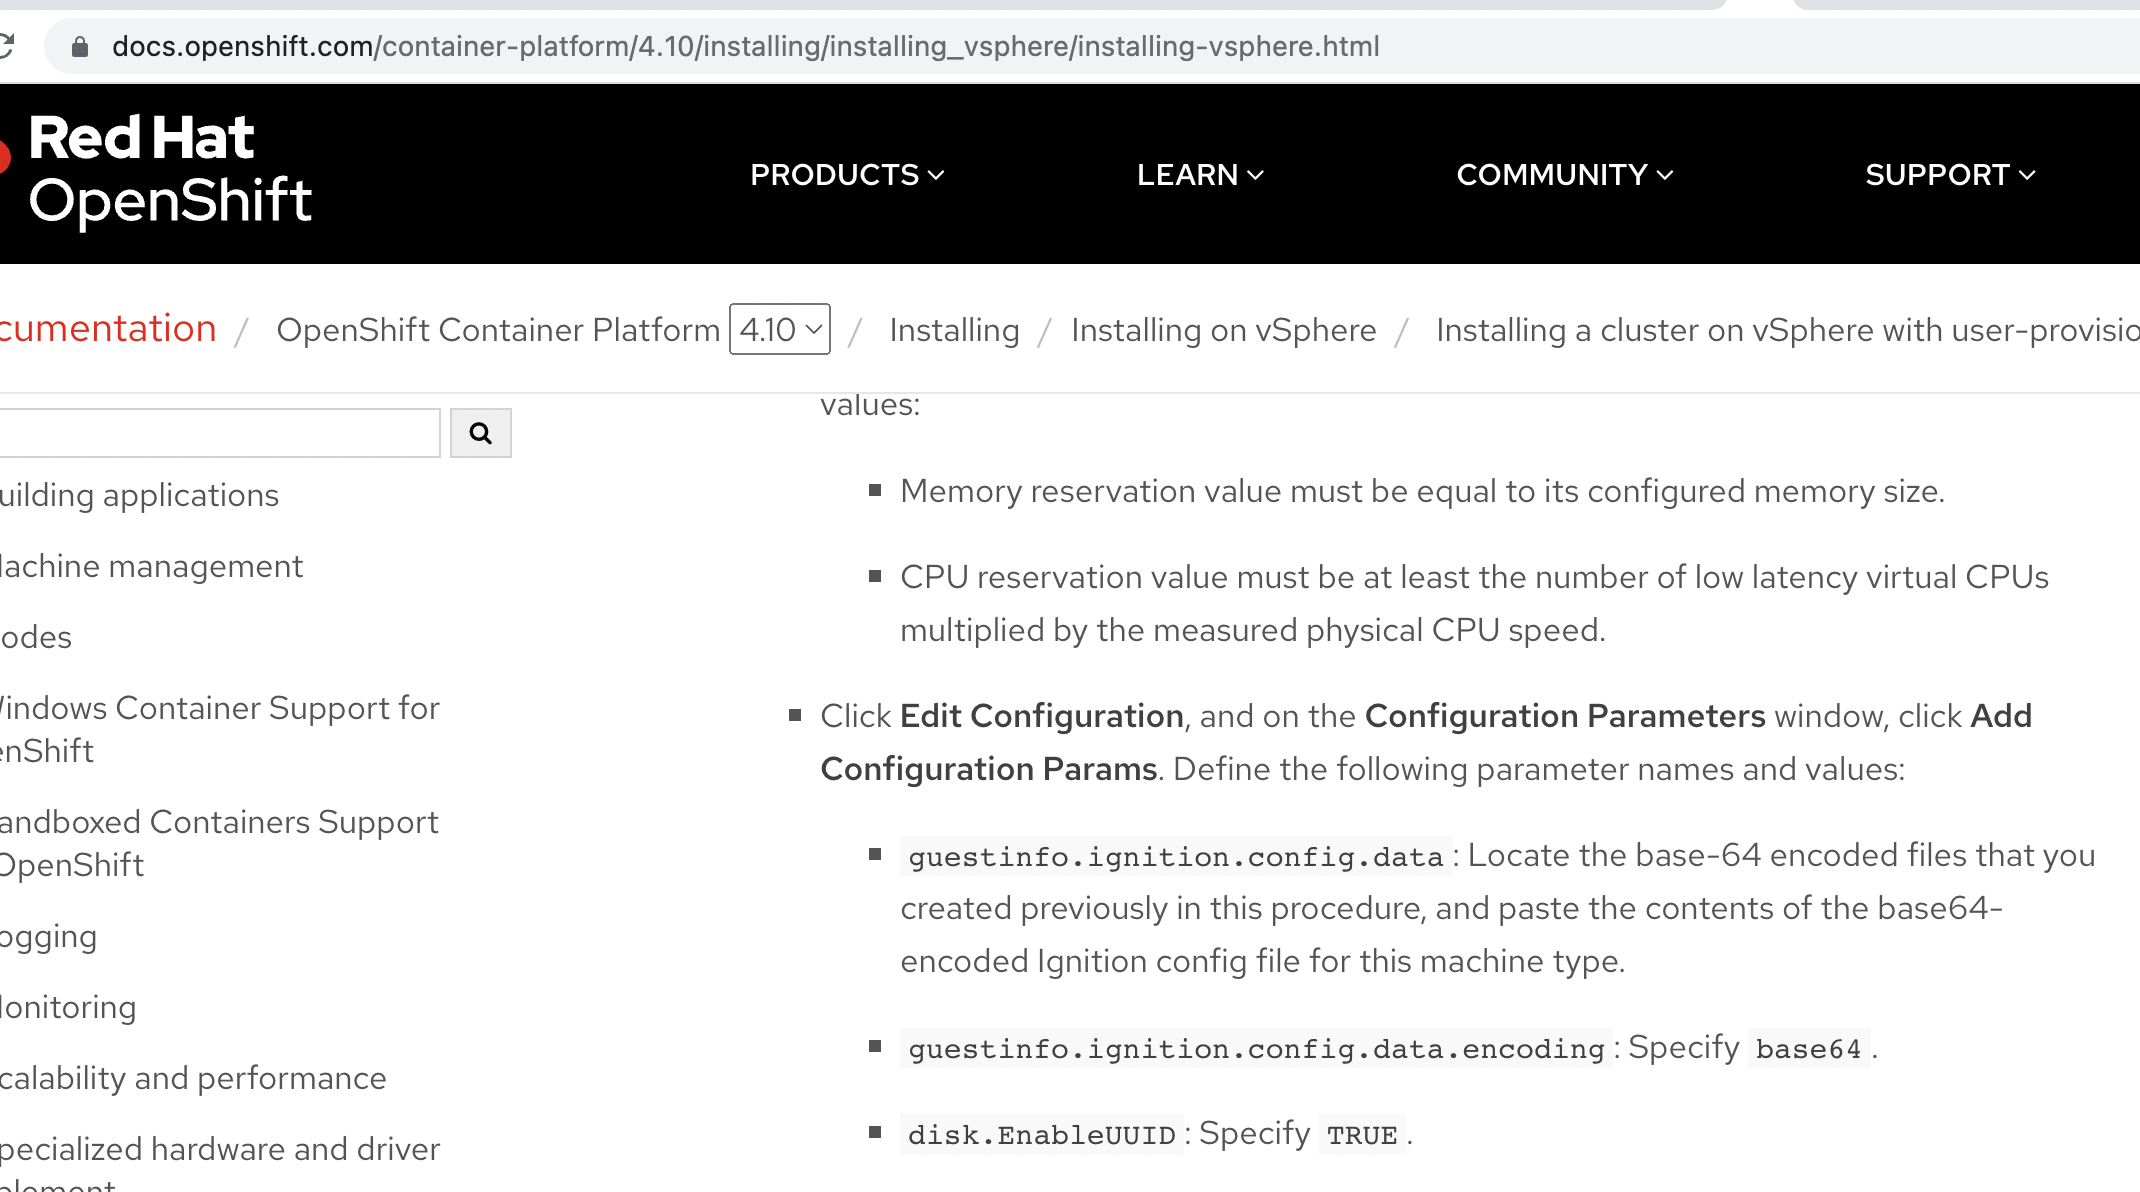 docs.openshift.com/container-platform/4.10/installing/installing_vsphere/installing-vsphere.html
Red Hat
OpenShift
PRODUCTS LEARN COMMUNITY SUPPORT
cumentation / OpenShift Container Platform 4.10 / Installing / Installing on vSphere / Installing a cluster on vSphere with user-provisio
values:
Memory reservation value must be equal to its configured memory size.
CPU reservation value must be at least the number of low latency virtual CPUs
multiplied by the measured physical CPU speed.
Click Edit Configuration, and on the Configuration Parameters window, click Add
Configuration Params. Define the following parameter names and values:
guestinfo.ignition.config.data: Locate the base-64 encoded files that you
created previously in this procedure, and paste the contents of the base64-
encoded Ignition config file for this machine type.
guestinfo.ignition.config.data.encoding: Specify base64.
disk.EnableUUID: Specify TRUE.
uilding applications
achine management
odes
indows Container Support for
enShift
andboxed Containers Support
OpenShift
ogging
onitoring
calability and performance
pecialized hardware and driver